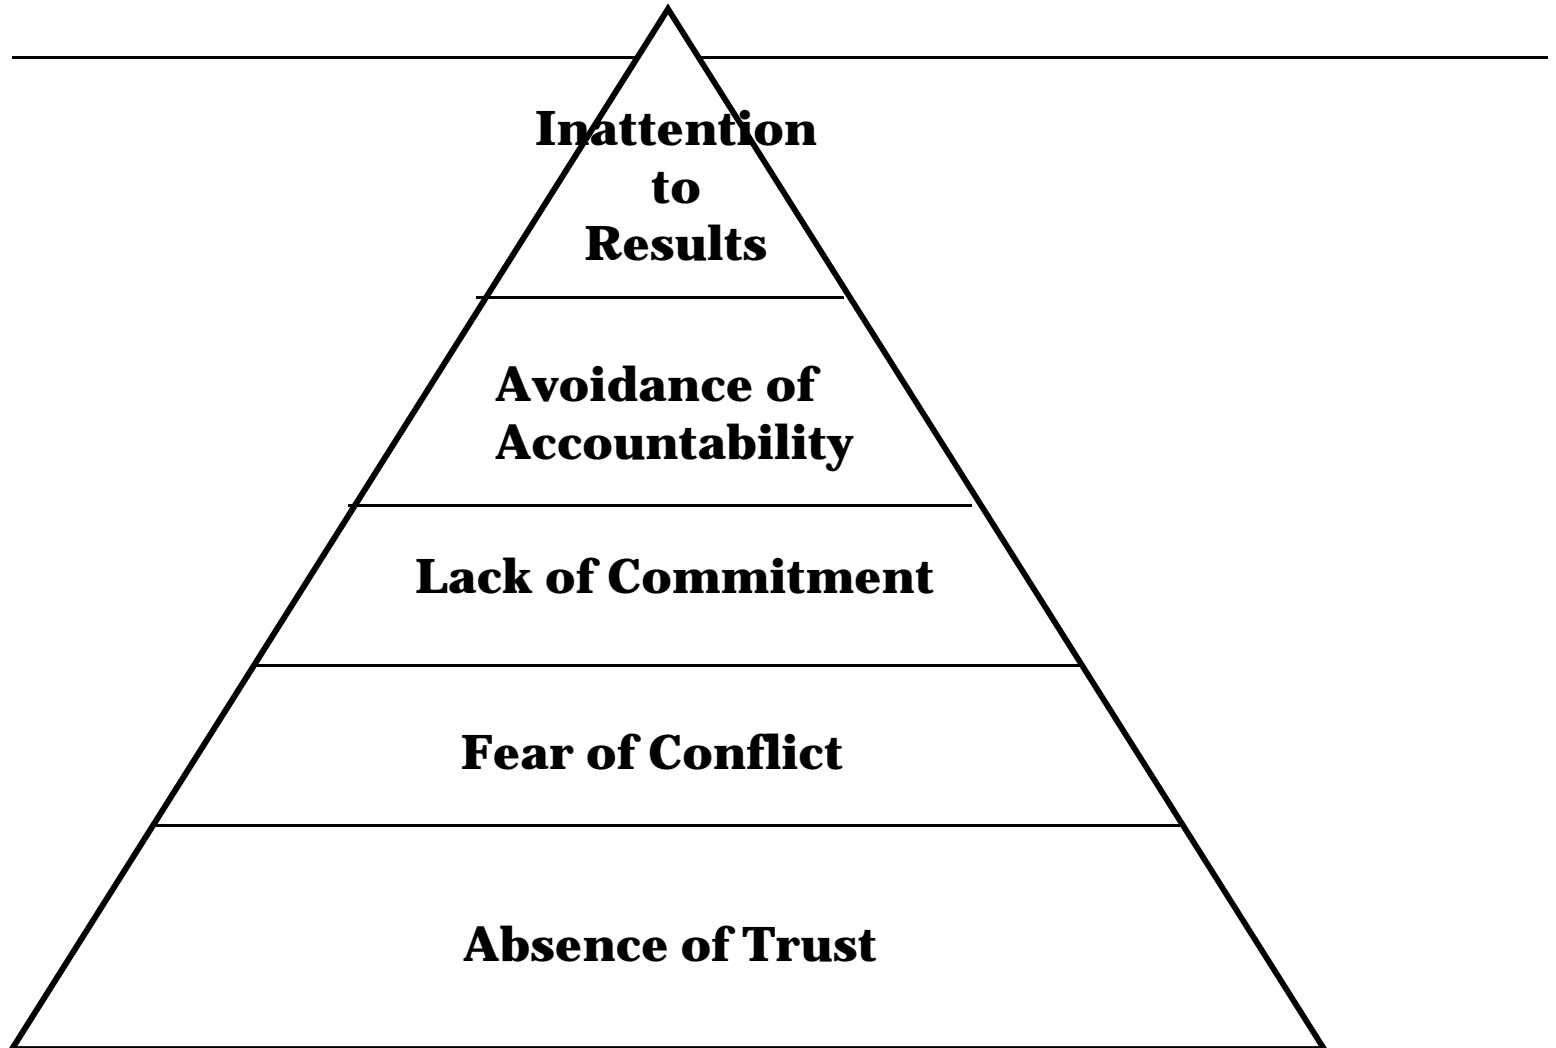 Inattention
to
Results
Avoidance of
Accountability
Lack of Commitment
Fear of Conflict
Absence of Trust